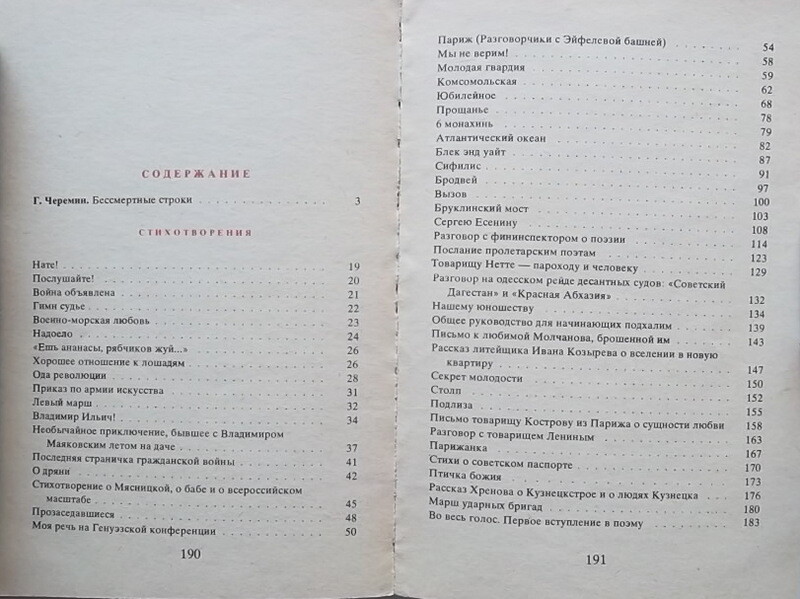 СОДЕРЖАНИЕ
Г. Черемин. Бессмертные строки . . . 3
СТИХОТВОРЕНИЯ
Нате! . . . 19
Послушайте! . . . 20
Война объявлена . . . 21
Гимн судье . . . 22
Военно-морская любовь . . . 23
Надоело . . . 24
«Ешь ананасы, рябчиков жуй...» . . . 26
Хорошее отношение к лошадям . . . 26
Ода революции . . . 28
Приказ по армии искусства . . . 31
Левый марш . . . 32
Владимир Ильич! . . . 34
Необычайное приключение, бывшее с Владимиром
Маяковским летом на даче . . . 37
Последняя страничка гражданской войны . . . 41
О дряни . . . 42
Стихотворение о Мясницкой, о бабе и о всероссийском
масштабе . . . 45
Прозаседавшиеся . . . 48
Моя речь на Генуэзской конференции . . . 50
190
Париж (Разговорчики с Эйфелевой башней) . . . 54
Мы не верим! . . . 58
Молодая гвардия . . . 59
Комсомольская . . . 62
Юбилейное . . . 68
Прощанье . . . 78
6 монахинь . . . 79
Атлантический океан . . . 82
Блек энд уайт . . . 87
Сифилис . . . 91
Бродвей . . . 97
Вызов . . . 100
Бруклинский мост . . . 103
Сергею Есенину . . . 108
Разговор с фининспектором о поэзии . . . 114
Послание пролетарским поэтам . . . 123
Товарищу Нетте — пароходу и человеку . . . 129
Разговор на одесском рейде десантных судов: «Советский
Дагестан» и «Красная Абхазия» . . . 132
Нашему юношеству . . . 134
Общее руководство для начинающих подхалим . . . 139
Письмо к любимой Молчанова, брошенной им . . . 143
Рассказ литейщика Ивана Козырева о вселении в новую
квартиру . . . 147
Секрет молодости . . . 150
Столп . . . 152
Подлиза . . . 155
Письмо товарищу Кострову из Парижа о сущности любви 158
Разговор с товарищем Лениным . . . 163
Парижанка . . . 167
Стихи о советском паспорте . . . 170
Птичка божия . . . 173
Рассказ Хренова о Кузнецкстрое и о людях Кузнецка . . . 176
Марш ударных бригад . . . 180
Во весь голос. Первое вступление в поэму . . . 183
191